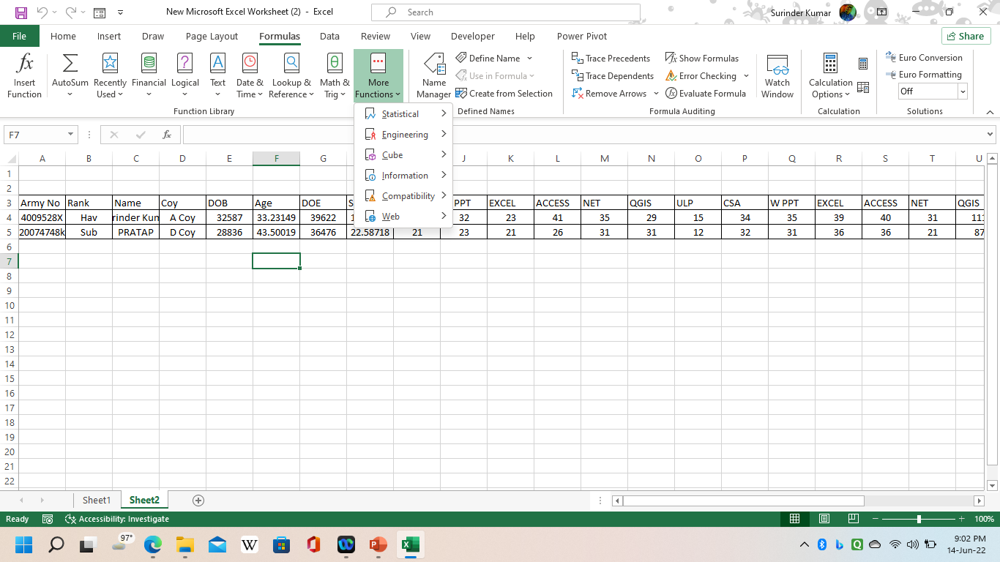 New Microsoft Excel Worksheet (2) - Excel
Search
Surinder Kumar
File Home Insert Draw Page Layout Formulas Data Review View Developer Help Power Pivot
Share
Insert Function
AutoSum
Recently Used
Financial
Logical
Text
Date & Time
Lookup & Reference
Math & Trig
More Functions
Function Library
Name Manager
Define Name
Use in Formula
Create from Selection
Defined Names
Trace Precedents
Trace Dependents
Remove Arrows
Show Formulas
Error Checking
Evaluate Formula
Formula Auditing
Watch Window
Calculation Options
Calculation
Euro Conversion
Euro Formatting
Off
Solutions
Statistical
Engineering
Cube
Information
Compatibility
Web
F7
fx
A B C D E F G J K L M N O P Q R S T U
1
2
3 Army No Rank Name Coy DOB Age DOE S PPT EXCEL ACCESS NET QGIS ULP CSA W PPT EXCEL ACCESS NET QGIS
4 4009528X Hav rinder Kum A Coy 32587 33.23149 39622 1 32 23 41 35 29 15 34 35 39 40 31 111
5 20074748k Sub PRATAP D Coy 28836 43.50019 36476 22.58718 21 23 21 26 31 31 12 32 31 36 36 21 87
6
7
8
9
10
11
12
13
14
15
16
17
18
19
20
21
22
Sheet1 Sheet2
Ready Accessibility: Investigate 100%
97°
W
9:02 PM
14-Jun-22